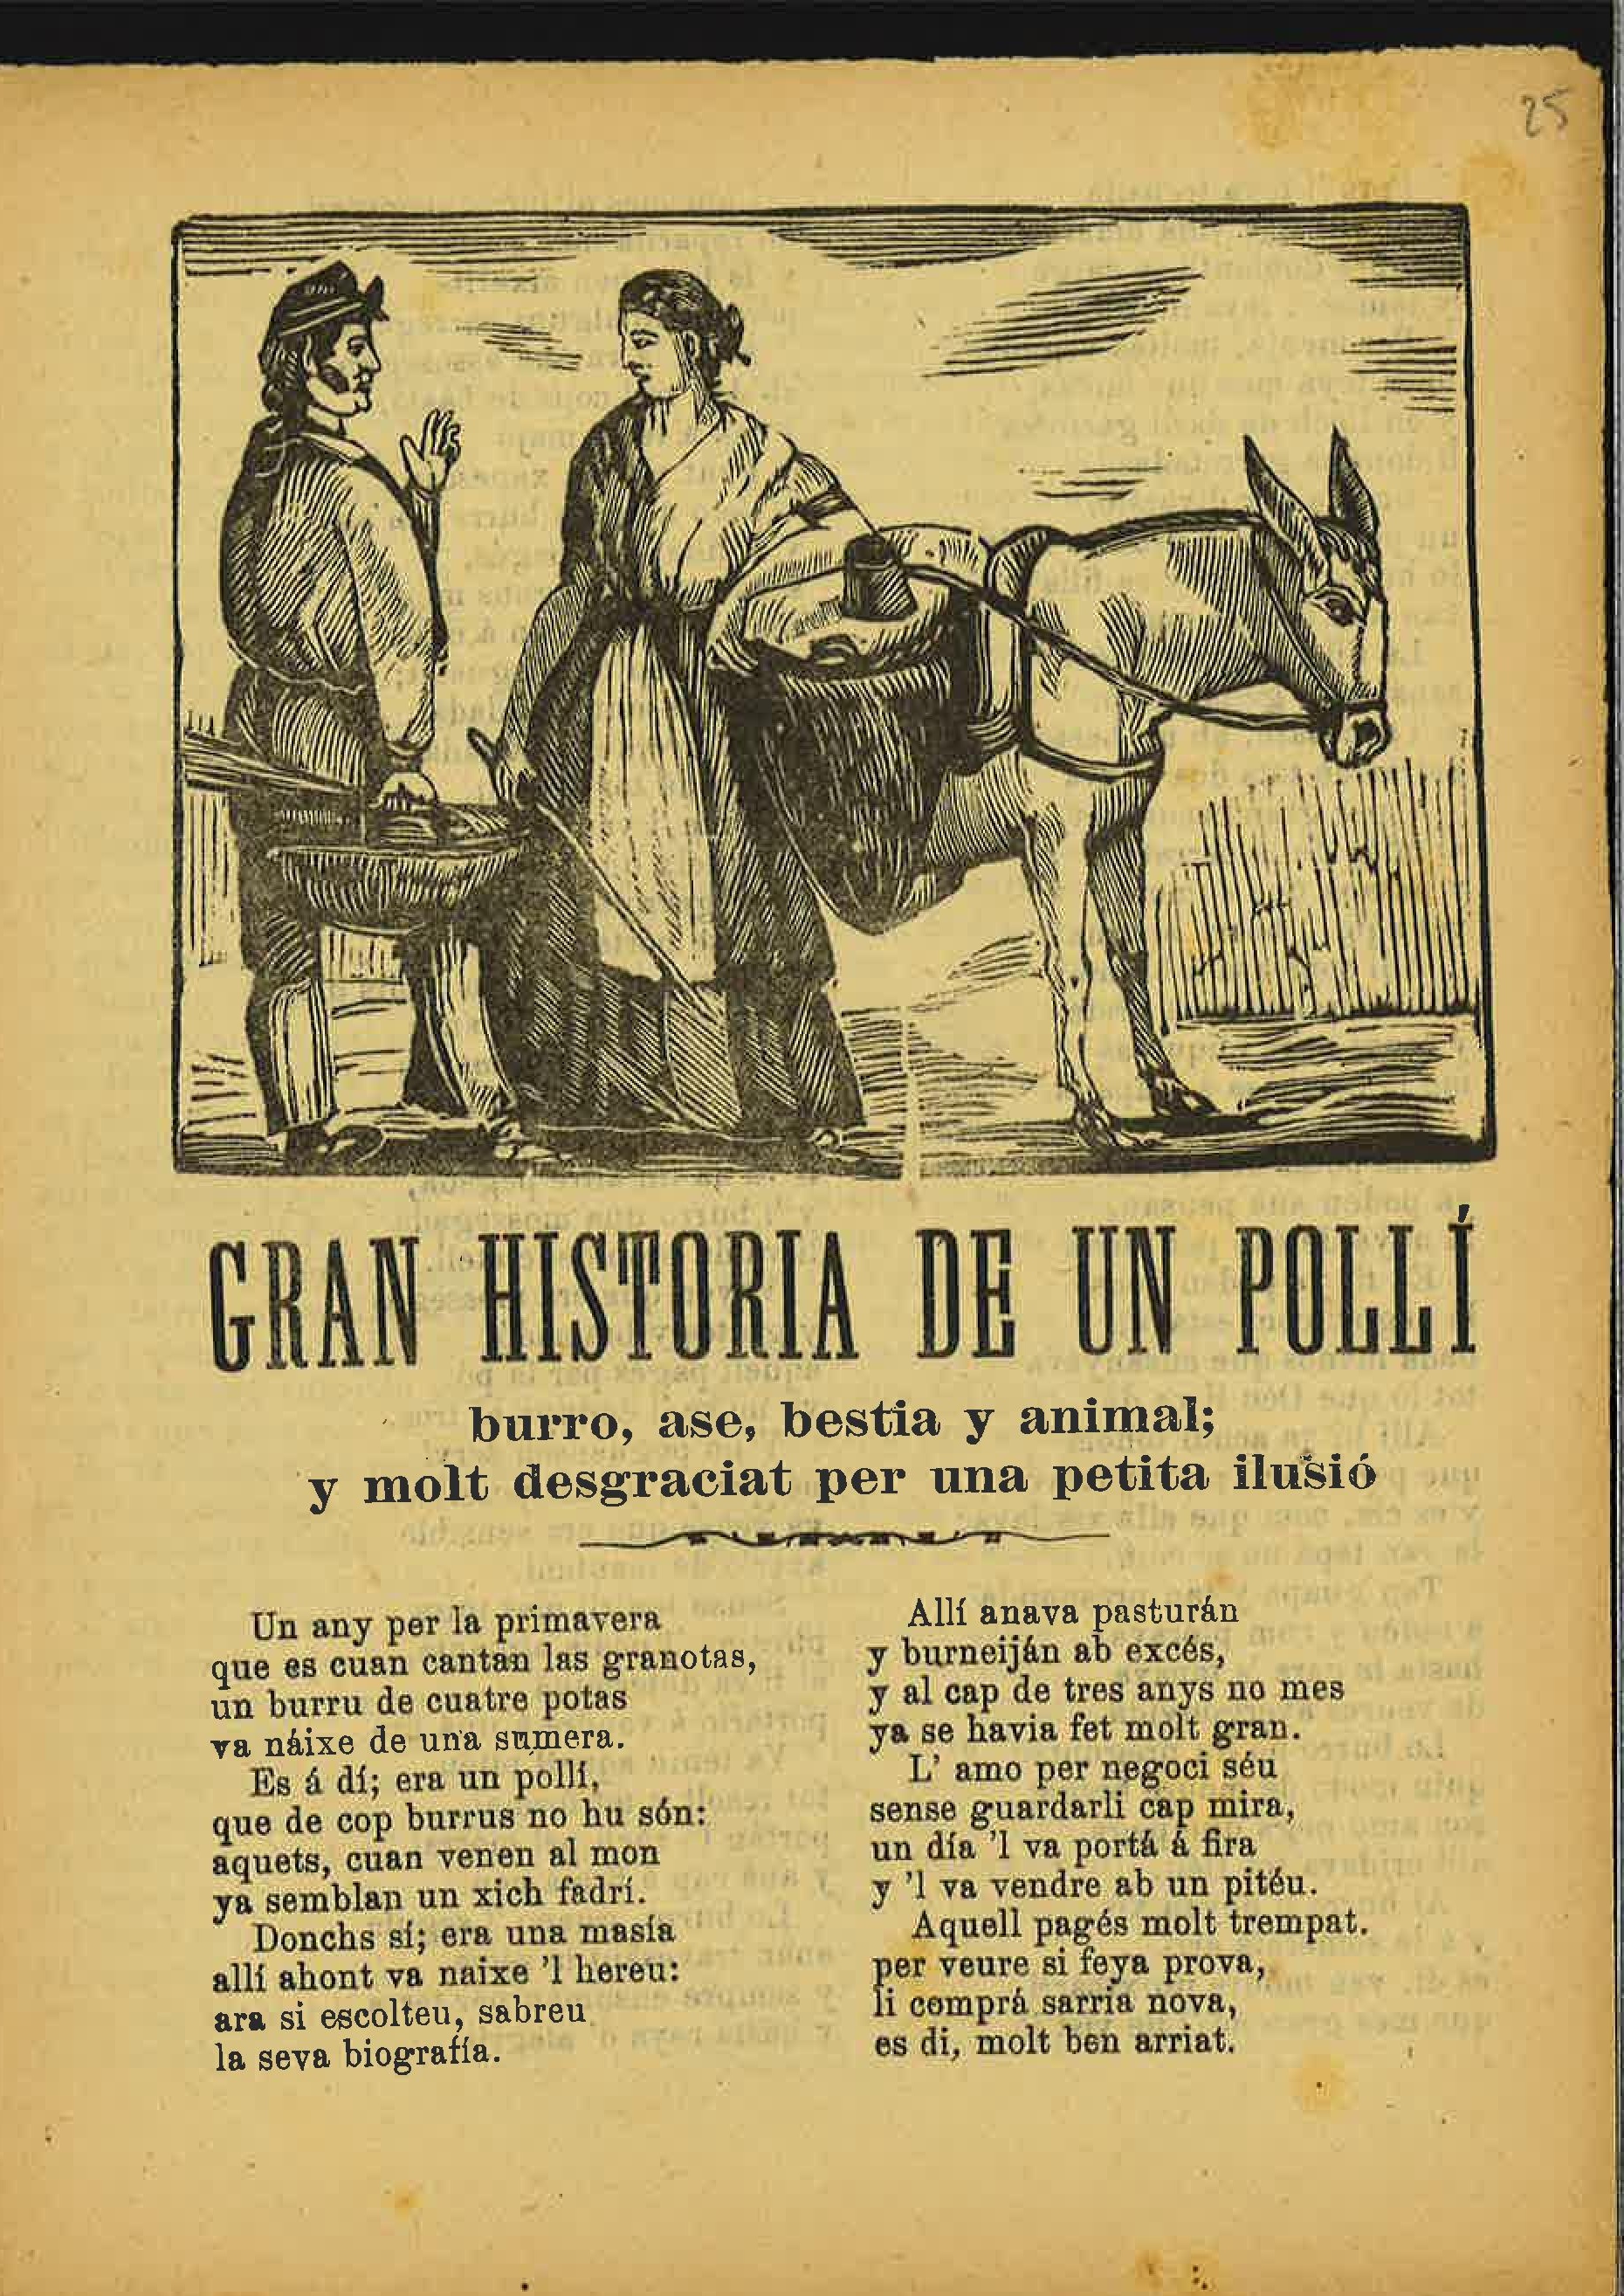 25
GRAN HISTORIA DE UN POLLÍ
burro, ase, bestia y animal;
y molt desgraciat per una petita ilusió
Un any per la primavera
que es cuan cantan las granotas,
un burru de cuatre potas
va náixe de una sumera.
Es á dí; era un pollí,
que de cop burrus no hu són:
aquets, cuan venen al mon
ya semblan un xich fadrí.
Donchs sí; era una masía
allí ahont va naixe 'l hereu:
ara si escolteu, sabreu
la seva biografía.
Allí anava pasturán
y burneiján ab excés,
y al cap de tres anys no mes
ya se havia fet molt gran.
L' amo per negoci séu
sense guardarli cap mira,
un día 'l va portá á fira
y 'l va vendre ab un pitéu.
Aquell pagés molt trempat.
per veure si feya prova,
li comprá sarria nova,
es di, molt ben arriat.